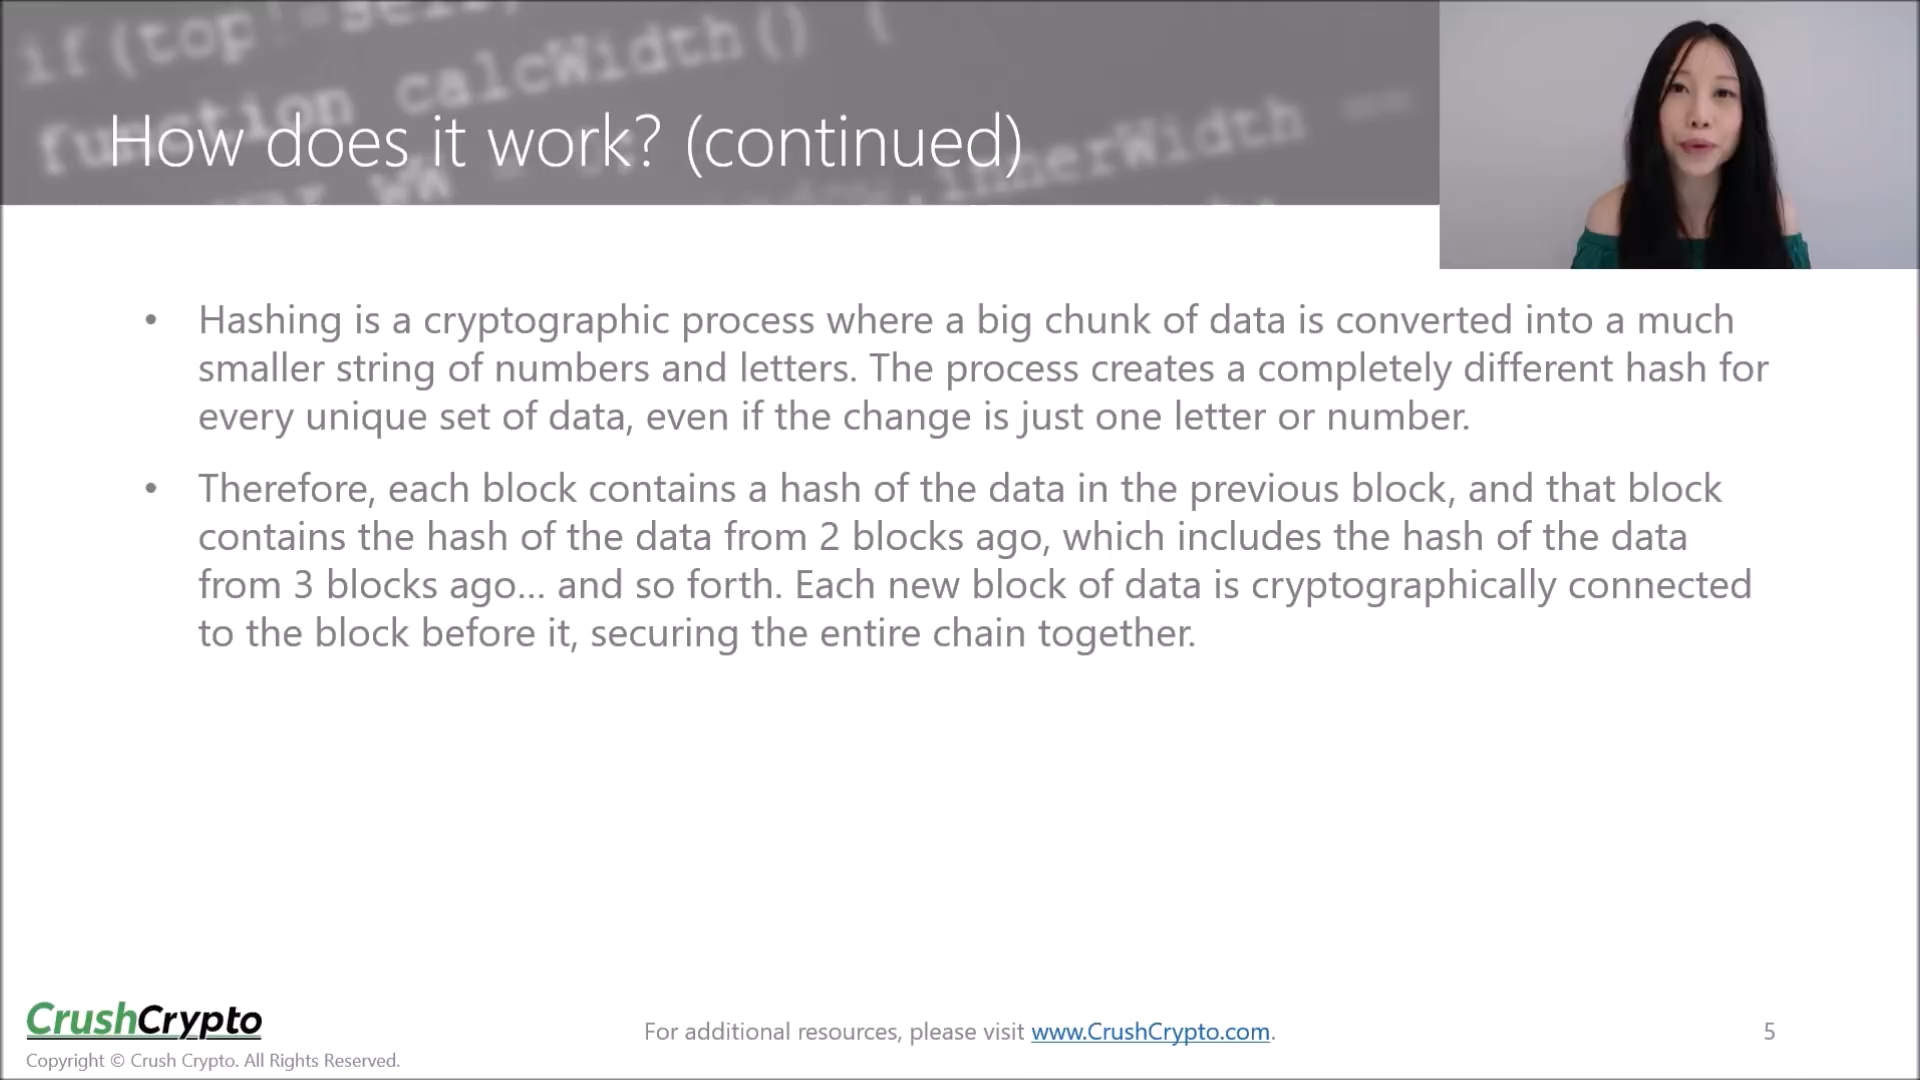 if(top!=self)
function calcWidth() {
How does it work? (continued)
• Hashing is a cryptographic process where a big chunk of data is converted into a much
smaller string of numbers and letters. The process creates a completely different hash for
every unique set of data, even if the change is just one letter or number.
• Therefore, each block contains a hash of the data in the previous block, and that block
contains the hash of the data from 2 blocks ago, which includes the hash of the data
from 3 blocks ago... and so forth. Each new block of data is cryptographically connected
to the block before it, securing the entire chain together.
CrushCrypto
Copyright © Crush Crypto. All Rights Reserved.
For additional resources, please visit www.CrushCrypto.com.
5